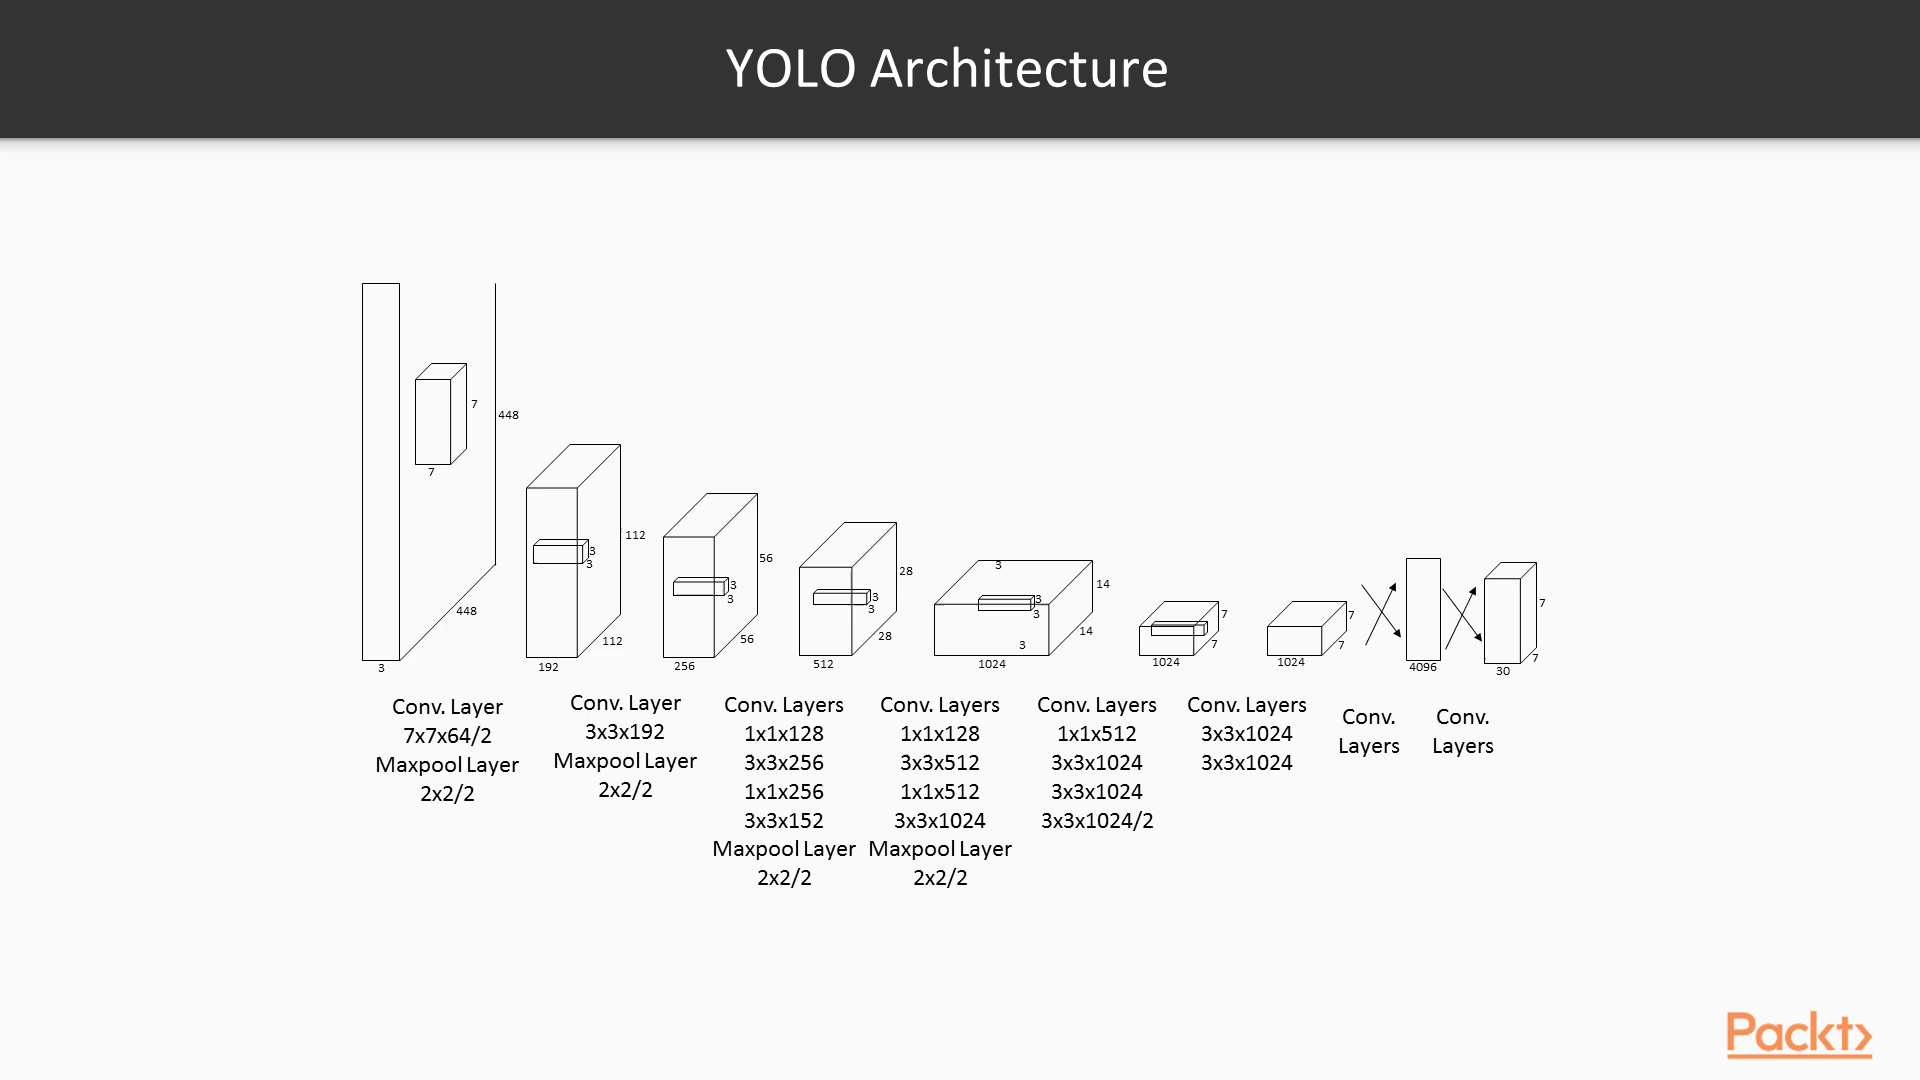 YOLO Architecture
7
7
448
448
3
3
3
112
112
192
3
3
56
56
256
3
3
28
28
512
3
3
3
3
14
14
1024
7
7
1024
7
7
1024
4096
7
7
30
Conv. Layer
7x7x64/2
Maxpool Layer
2x2/2
Conv. Layer
3x3x192
Maxpool Layer
2x2/2
Conv. Layers
1x1x128
3x3x256
1x1x256
3x3x152
Maxpool Layer
2x2/2
Conv. Layers
1x1x128
3x3x512
1x1x512
3x3x1024
Maxpool Layer
2x2/2
Conv. Layers
1x1x512
3x3x1024
3x3x1024
3x3x1024/2
Conv. Layers
3x3x1024
3x3x1024
Conv.
Layers
Conv.
Layers
Packt>